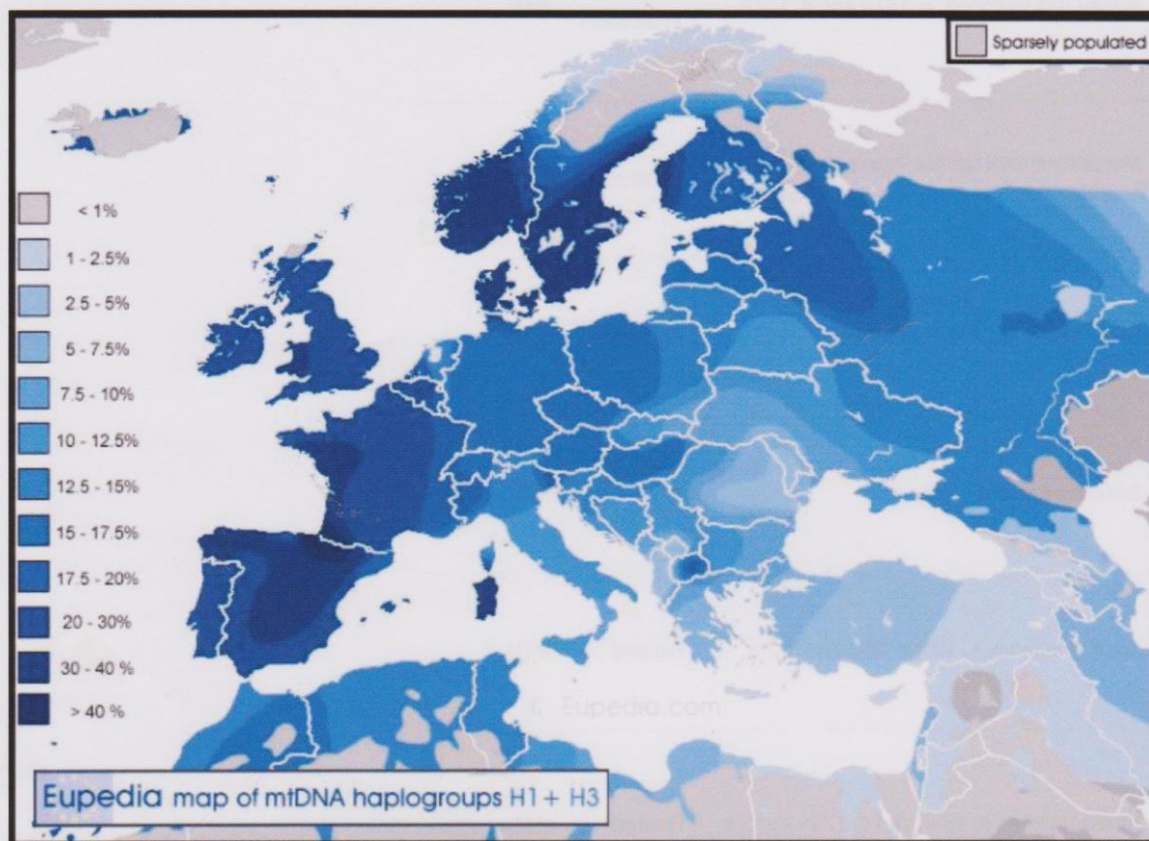 Sparsely populated
< 1%
1 - 2.5%
2.5 - 5%
5 - 7.5%
7.5 - 10%
10 - 12.5%
12.5 - 15%
15 - 17.5%
17.5 - 20%
20 - 30%
30 - 40 %
> 40 %
Eupedia.com
Eupedia map of mtDNA haplogroups H1 + H3